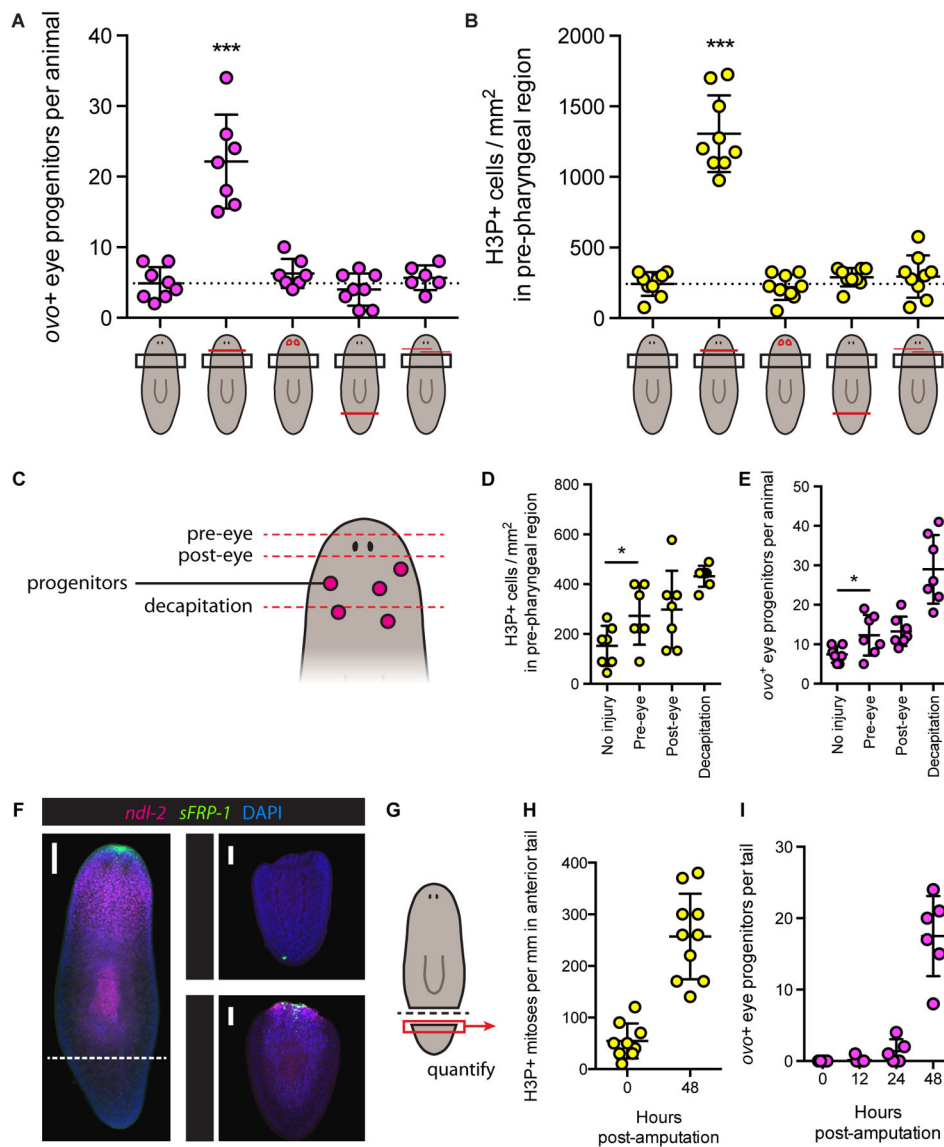 A
ovo+ eye progenitors per animal
40
30
20
10
0
***
B
H3P+ cells / mm2
in pre-pharyngeal region
2000
1500
1000
500
0
***
C
pre-eye
post-eye
progenitors
decapitation
D
H3P+ cells / mm2
in pre-pharyngeal region
800
600
400
200
0
*
No injury
Pre-eye
Post-eye
Decapitation
E
ovo+ eye progenitors per animal
50
40
30
20
10
0
*
No injury
Pre-eye
Post-eye
Decapitation
F
ndl-2 sFRP-1 DAPI
G
quantify
H
H3P+ mitoses per mm in anterior tail
400
300
200
100
0
0 48
Hours
post-amputation
I
ovo+ eye progenitors per tail
30
20
10
0
0 12 24 48
Hours
post-amputation